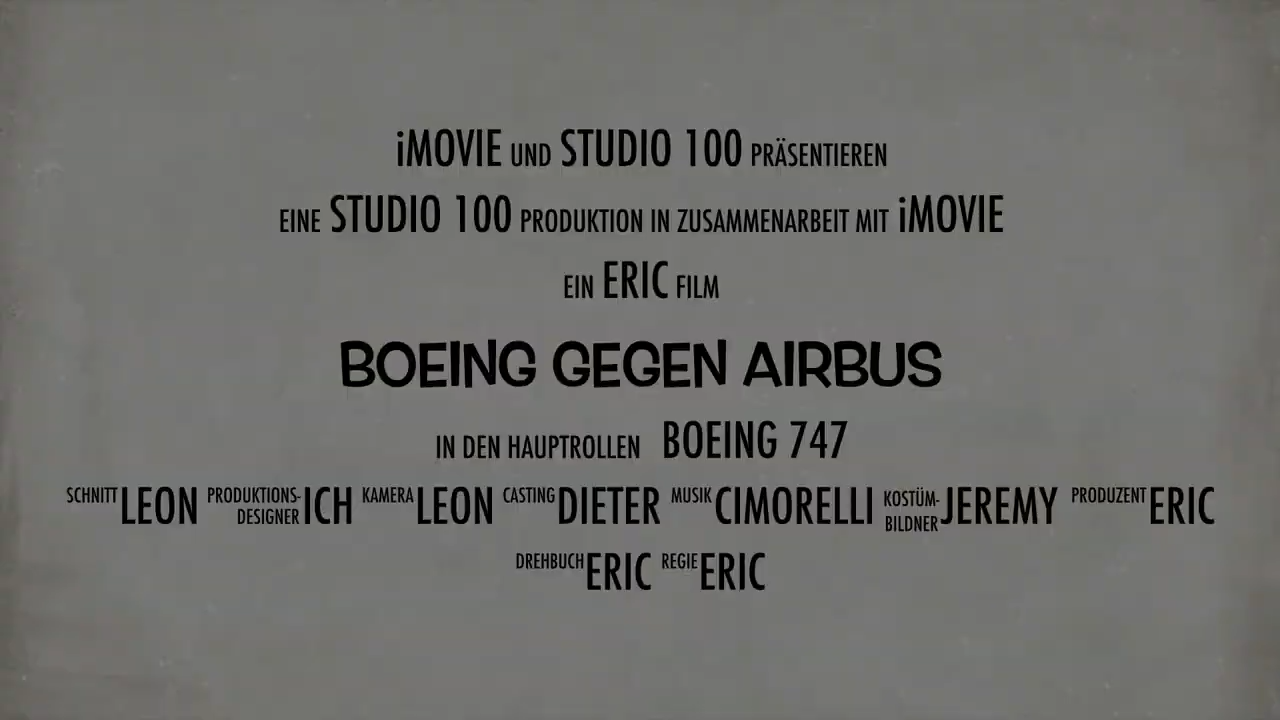 iMOVIE UND STUDIO 100 PRÄSENTIEREN
EINE STUDIO 100 PRODUKTION IN ZUSAMMENARBEIT MIT iMOVIE
EIN ERIC FILM
BOEING GEGEN AIRBUS
IN DEN HAUPTROLLEN BOEING 747
SCHNITT LEON PRODUKTIONS-DESIGNER ICH KAMERA LEON CASTING DIETER MUSIK CIMORELLI KOSTÜM-BILDNER JEREMY PRODUZENT ERIC
DREHBUCH ERIC REGIE ERIC